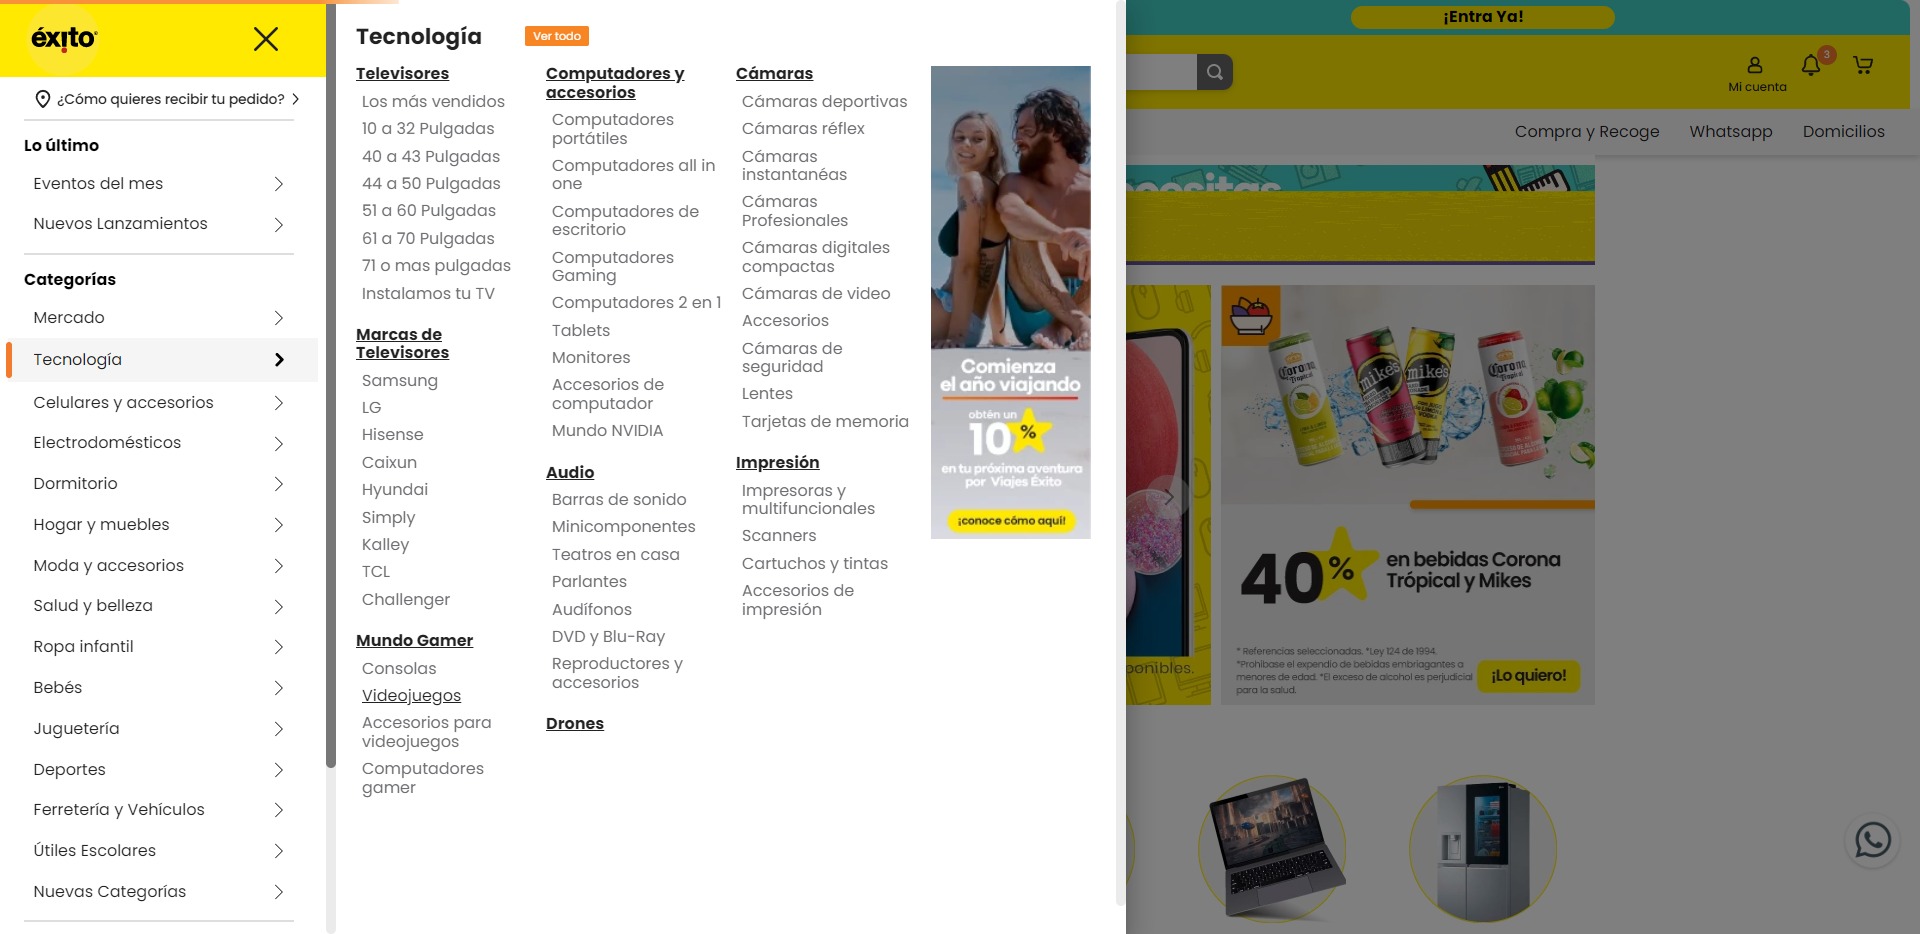 éxito
¿Cómo quieres recibir tu pedido?
Lo último
Eventos del mes
Nuevos Lanzamientos
Categorías
Mercado
Tecnología
Celulares y accesorios
Electrodomésticos
Dormitorio
Hogar y muebles
Moda y accesorios
Salud y belleza
Ropa infantil
Bebés
Juguetería
Deportes
Ferretería y Vehículos
Útiles Escolares
Nuevas Categorías
Tecnología
Ver todo
Televisores
Los más vendidos
10 a 32 Pulgadas
40 a 43 Pulgadas
44 a 50 Pulgadas
51 a 60 Pulgadas
61 a 70 Pulgadas
71 o mas pulgadas
Instalamos tu TV
Marcas de
Televisores
Samsung
LG
Hisense
Caixun
Hyundai
Simply
Kalley
TCL
Challenger
Mundo Gamer
Consolas
Videojuegos
Accesorios para
videojuegos
Computadores
gamer
Computadores y
accesorios
Computadores
portátiles
Computadores all in
one
Computadores de
escritorio
Computadores
Gaming
Computadores 2 en 1
Tablets
Monitores
Accesorios de
computador
Mundo NVIDIA
Audio
Barras de sonido
Minicomponentes
Teatros en casa
Parlantes
Audífonos
DVD y Blu-Ray
Reproductores y
accesorios
Drones
Cámaras
Cámaras deportivas
Cámaras réflex
Cámaras
instantanéas
Cámaras
Profesionales
Cámaras digitales
compactas
Cámaras de video
Accesorios
Cámaras de
seguridad
Lentes
Tarjetas de memoria
Impresión
Impresoras y
multifuncionales
Scanners
Cartuchos y tintas
Accesorios de
impresión
Comienza
el año viajando
obtén un
10%
en tu próxima aventura
por Viajes Éxito
¡conoce cómo aquí!
¡Entra Ya!
Mi cuenta
3
Compra y Recoge
Whatsapp
Domicilios
ponibles.
Corona
Tropical
mike's
mike's
Corona
Tropical
40%
en bebidas Corona
Trópical y Mikes
* Referencias seleccionadas. *Ley 124 de 1994.
*Prohíbase el expendio de bebidas embriagantes a
menores de edad. *El exceso de alcohol es perjudicial
para la salud.
¡Lo quiero!